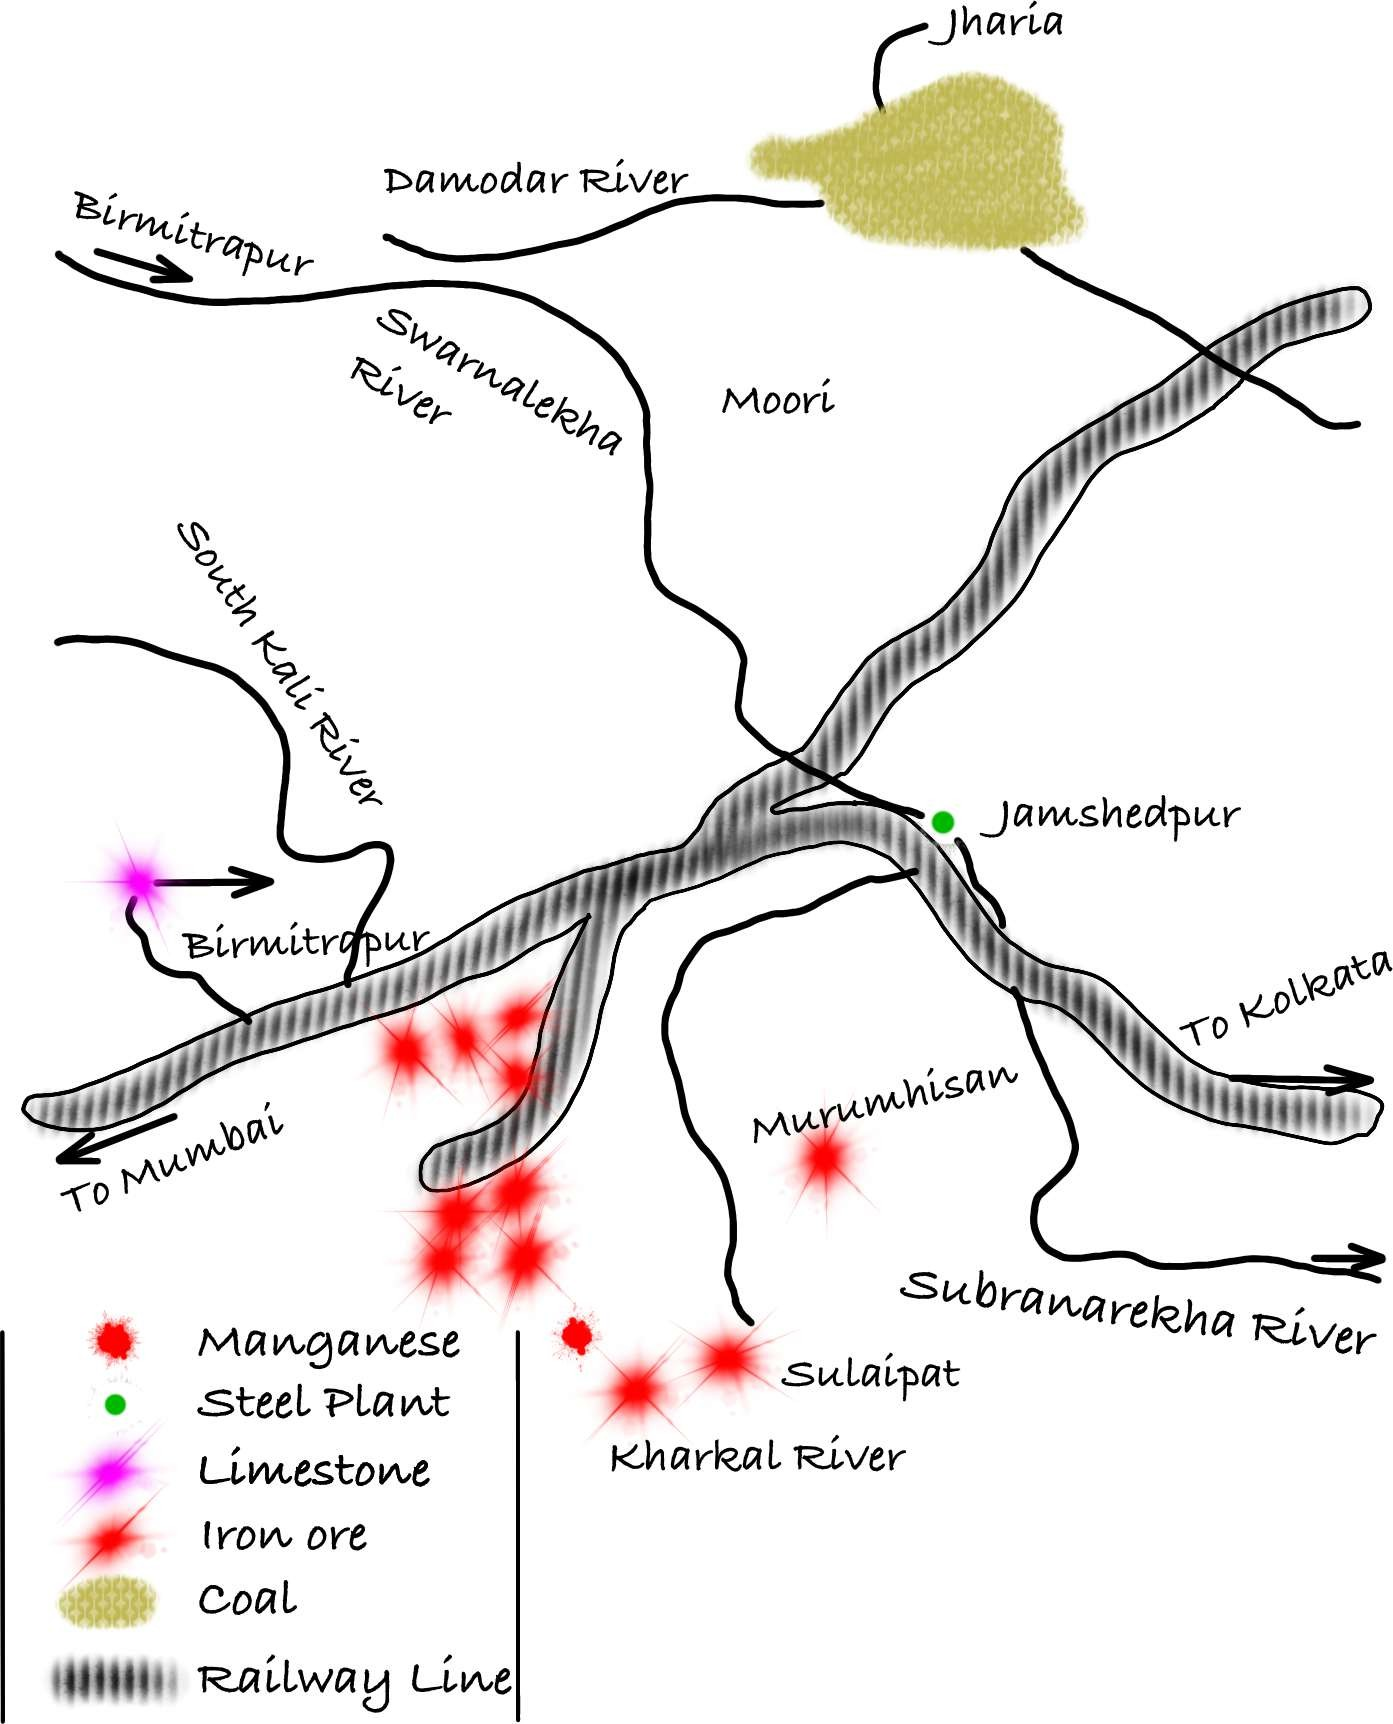 Jharia
Damodar River
Birmitrapur
Swarnalekha
River
Moori
South Kali River
Jamshedpur
Birmitrapur
To Kolkata
Murumhisan
To Mumbai
Subranarekha River
Sulaipat
Kharkal River
Manganese
Steel Plant
Limestone
Iron ore
Coal
Railway Line